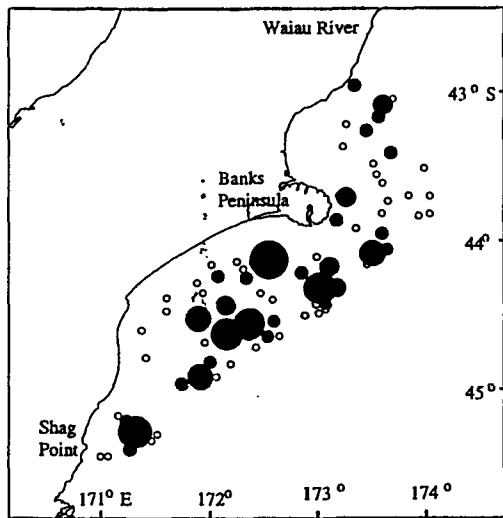 Waiau River
43° S
Banks
Peninsula
44°
45°
Shag
Point
171° E
172°
173°
174°